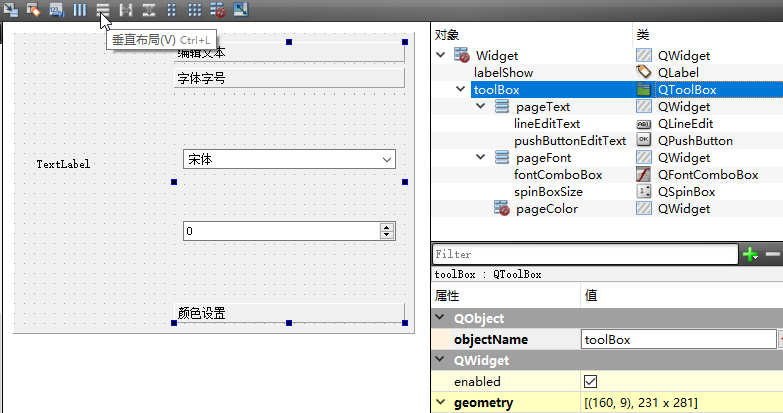 垂直布局(V) Ctrl+L
编辑文本
字体字号
TextLabel
宋体
0
颜色设置
对象 类
Widget QWidget
labelShow QLabel
toolBox QToolBox
pageText QWidget
lineEditText QLineEdit
pushButtonEditText QPushButton
pageFont QWidget
fontComboBox QFontComboBox
spinBoxSize QSpinBox
pageColor QWidget
Filter
toolBox : QToolBox
属性 值
QObject
objectName toolBox
QWidget
enabled
geometry [(160, 9), 231 x 281]